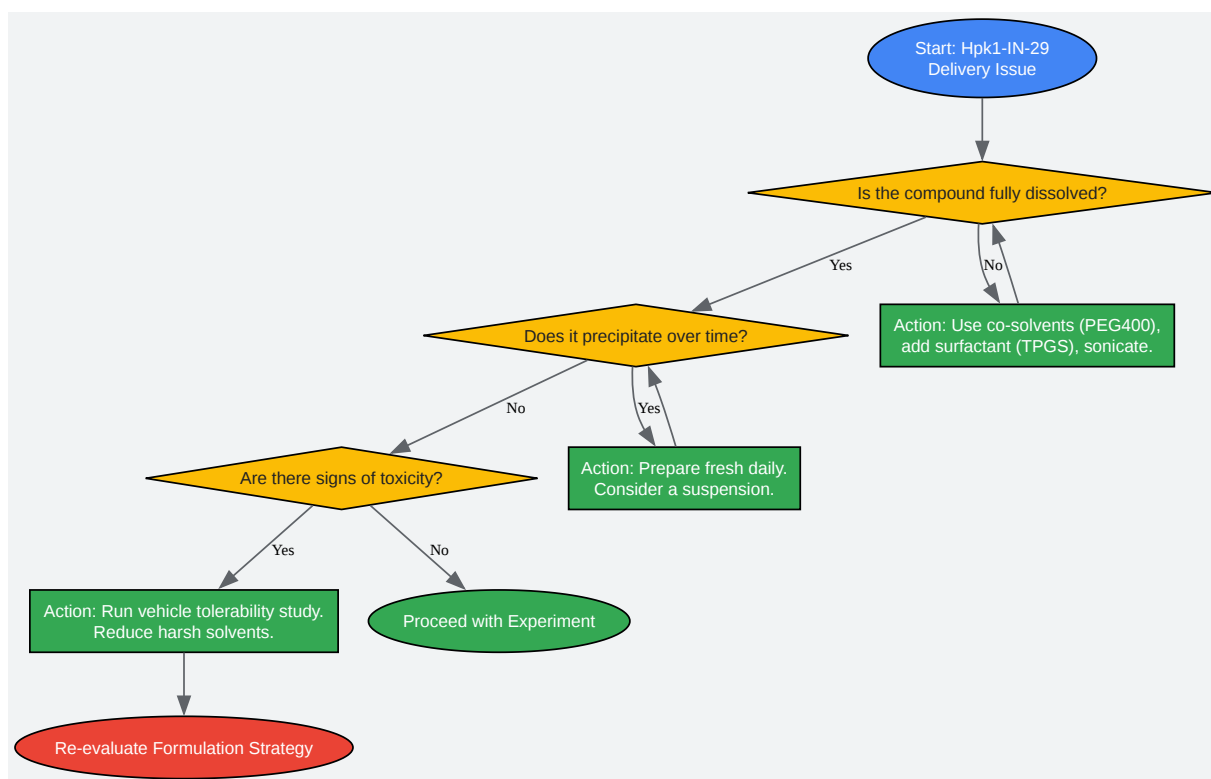 Start: Hpk1-IN-29
Delivery Issue
Is the compound fully dissolved?
Yes
No
Does it precipitate over time?
Action: Use co-solvents (PEG400),
add surfactant (TPGS), sonicate.
No
Yes
Are there signs of toxicity?
Action: Prepare fresh daily.
Consider a suspension.
Yes
No
Action: Run vehicle tolerability study.
Reduce harsh solvents.
Proceed with Experiment
Re-evaluate Formulation Strategy